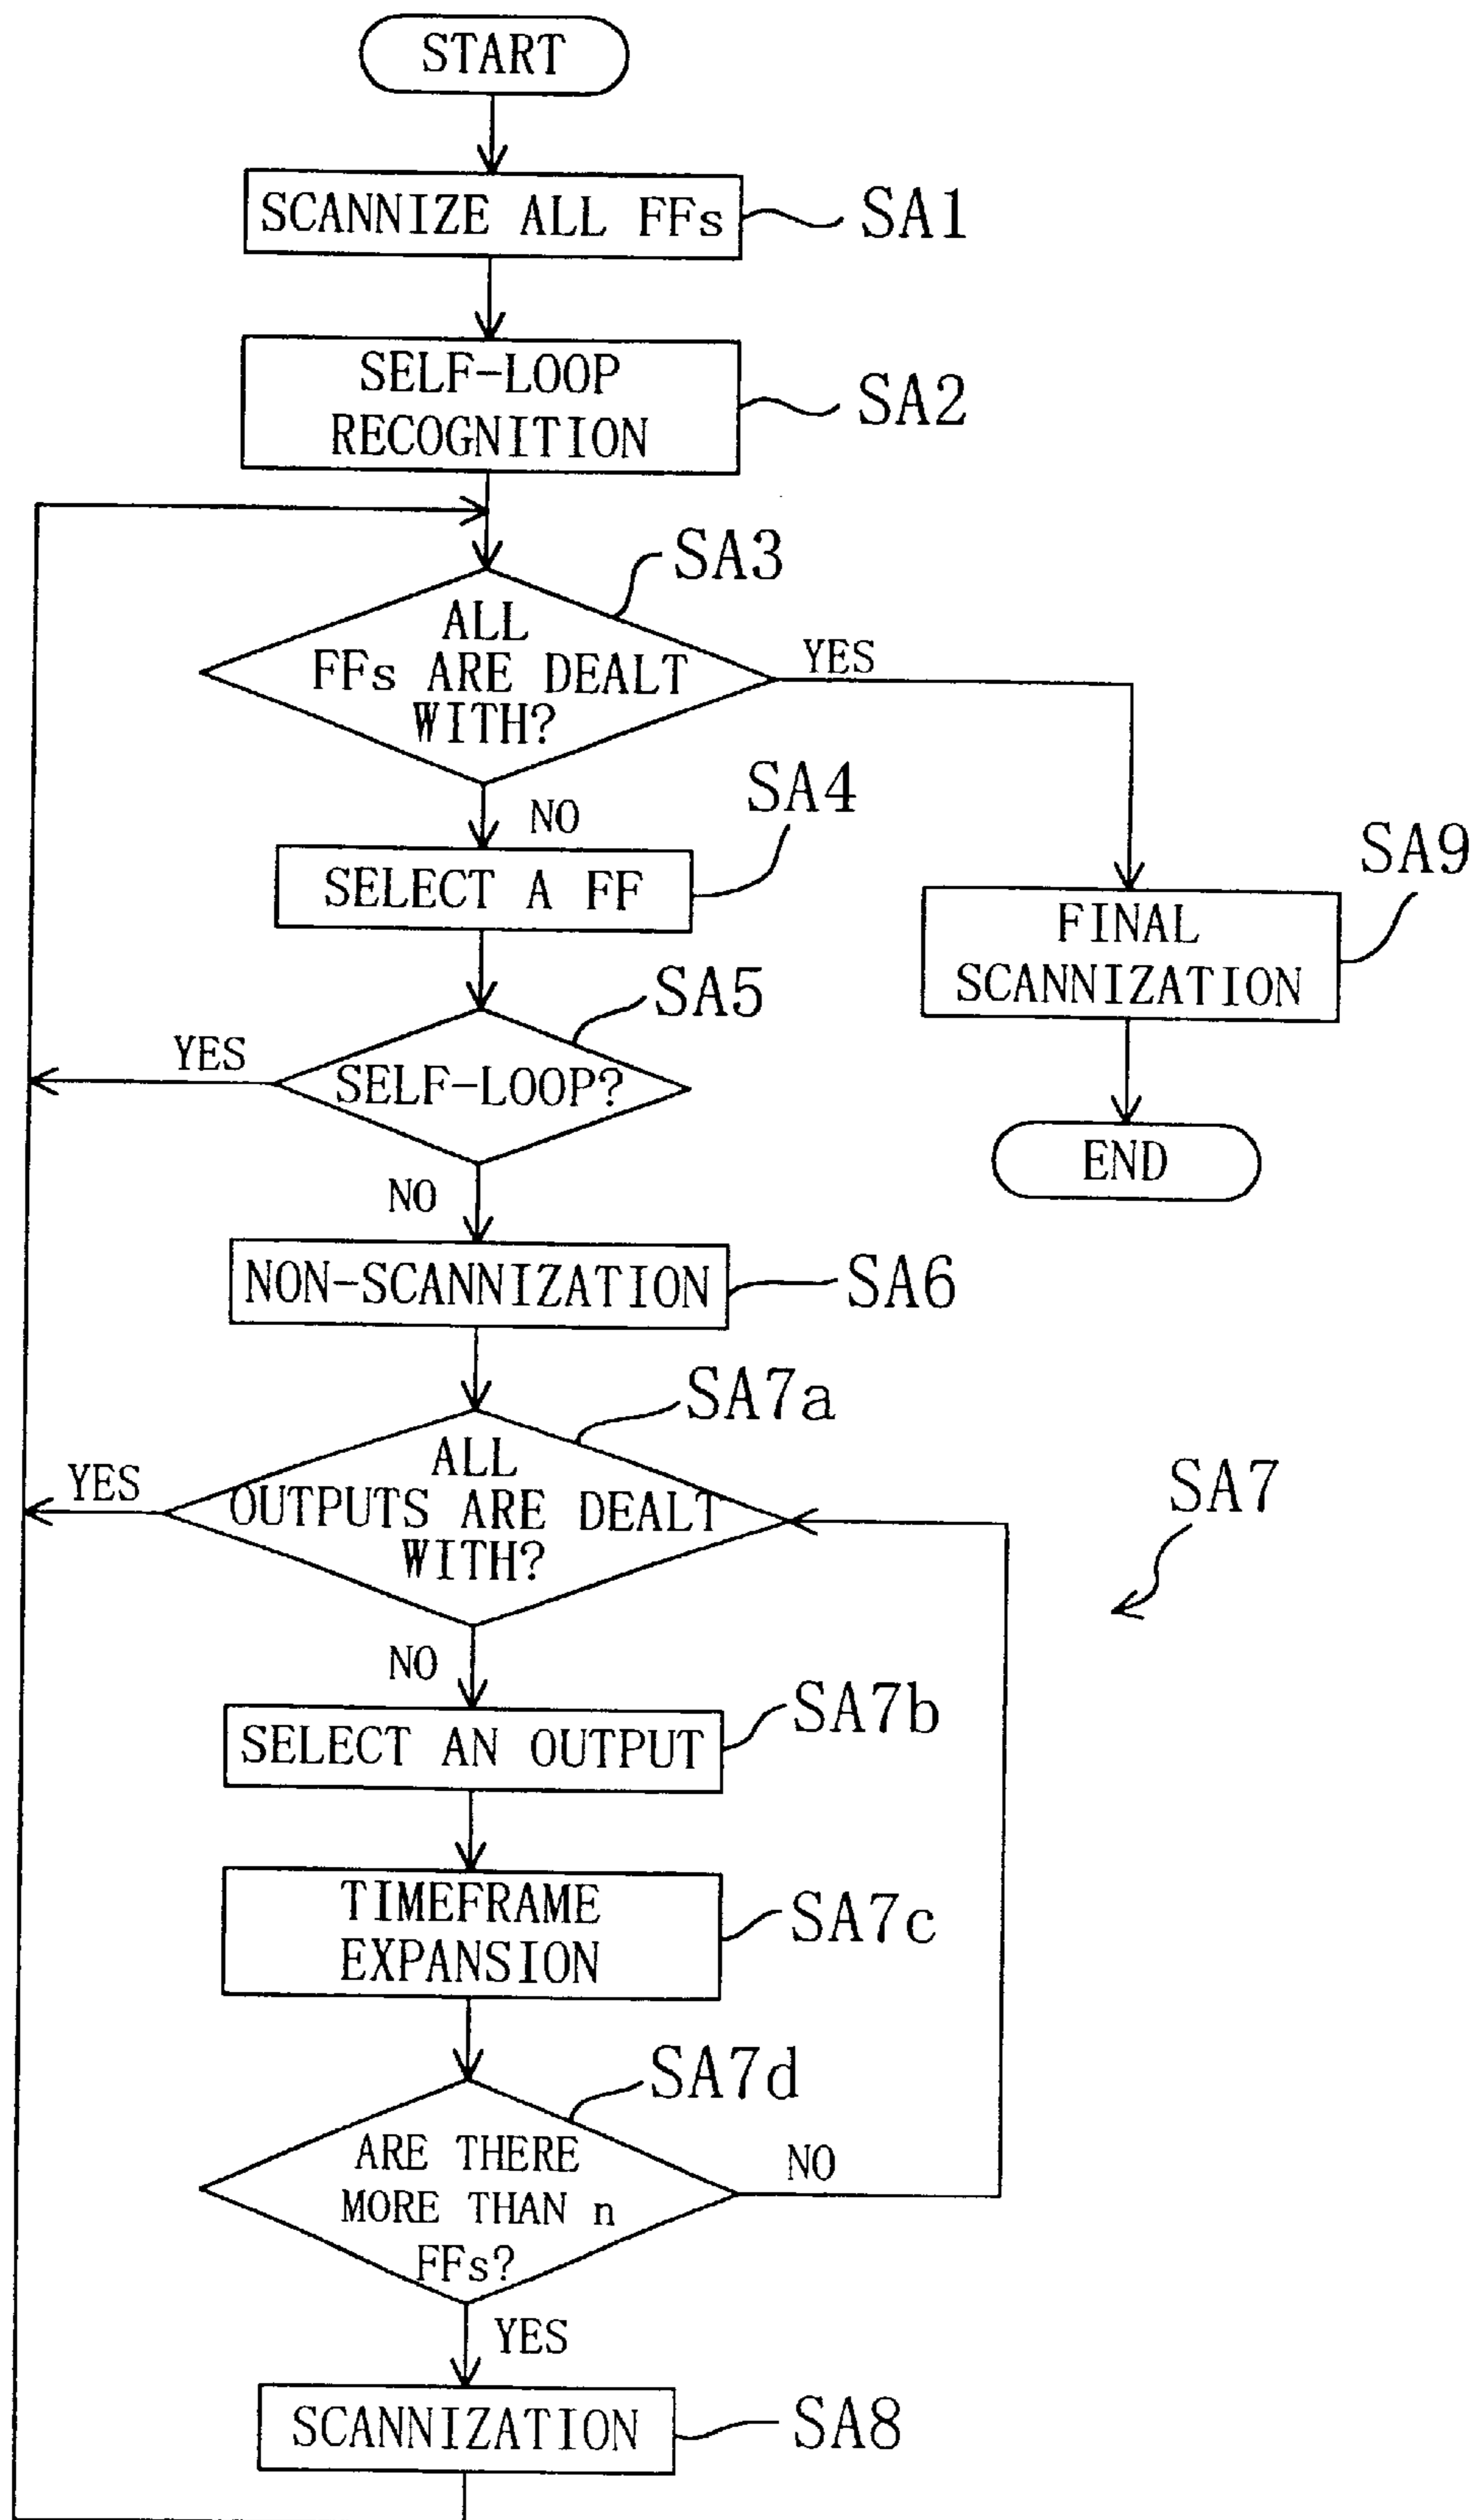 START
SCANNIZE ALL FFs
SA1
SELF-LOOP
RECOGNITION
SA2
SA3
ALL
FFs ARE DEALT
WITH?
YES
NO
SA4
SELECT A FF
SA9
FINAL
SCANNIZATION
SA5
YES
SELF-LOOP?
END
NO
NON-SCANNIZATION
SA6
SA7a
ALL
OUTPUTS ARE DEALT
WITH?
YES
SA7
NO
SELECT AN OUTPUT
SA7b
TIMEFRAME
EXPANSION
SA7c
SA7d
ARE THERE
MORE THAN n
FFs?
NO
YES
SCANNIZATION
SA8